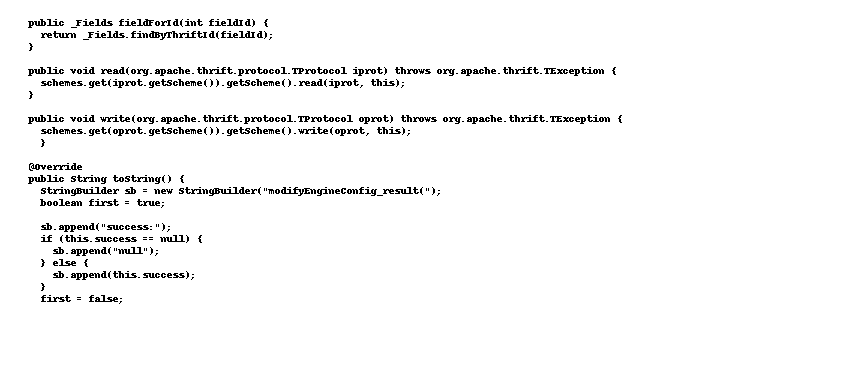 public _Fields fieldForId(int fieldId) {
  return _Fields.findByThriftId(fieldId);
}

public void read(org.apache.thrift.protocol.TProtocol iprot) throws org.apache.thrift.TException {
  schemes.get(iprot.getScheme()).getScheme().read(iprot, this);
}

public void write(org.apache.thrift.protocol.TProtocol oprot) throws org.apache.thrift.TException {
  schemes.get(oprot.getScheme()).getScheme().write(oprot, this);
  }

@Override
public String toString() {
  StringBuilder sb = new StringBuilder("modifyEngineConfig_result(");
  boolean first = true;

  sb.append("success:");
  if (this.success == null) {
    sb.append("null");
  } else {
    sb.append(this.success);
  }
  first = false;